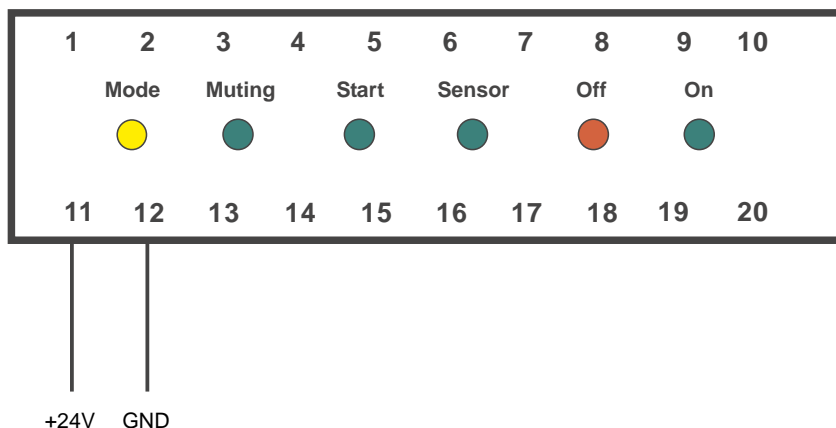 1 2 3 4 5 6 7 8 9 10
Mode Muting Start Sensor Off On
11 12 13 14 15 16 17 18 19 20
+24V GND